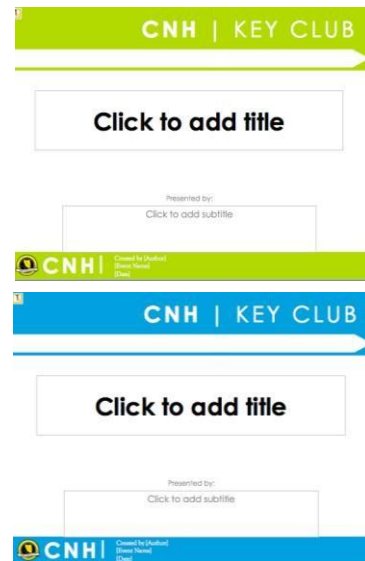 CNH | KEY CLUB
Click to add title
Presented by:
Click to add subtitle
CNH|
Created by [Author]
[Event Name]
[Date]
CNH | KEY CLUB
Click to add title
Presented by:
Click to add subtitle
CNH|
Created by [Author]
[Event Name]
[Date]